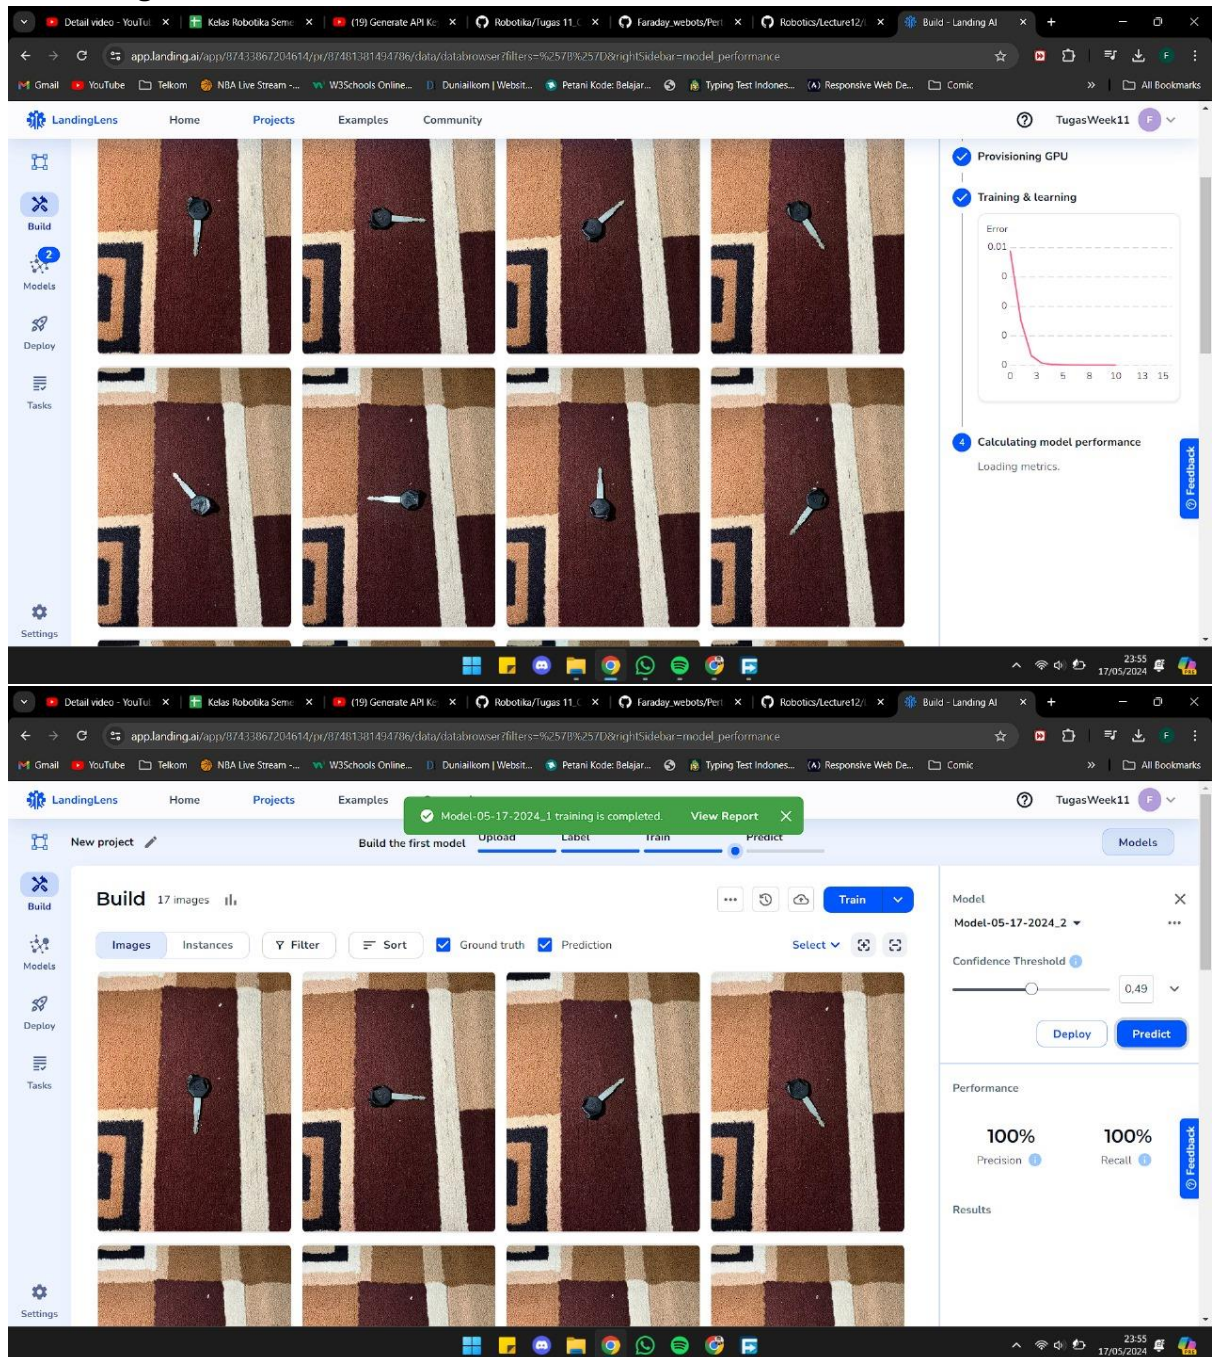 Detail video - YouTul
Kelas Robotika Seme
(19) Generate API Ke
Robotika/Tugas 11_
Faraday_webots/Pert
Robotics/Lecture12/
Build - Landing AI
app.landing.ai/app/87433867204614/pr/87481381494786/data/databrowser?filters=%257B%257D&rightSidebar=model_performance
Gmail
YouTube
Telkom
NBA Live Stream -...
W3Schools Online...
Duniailkom | Websit...
Petani Kode: Belajar...
Typing Test Indones...
Responsive Web De...
Comic
»
All Bookmarks
LandingLens
Home
Projects
Examples
Community
TugasWeek11
F
Build
2
Models
Deploy
Tasks
Settings
Provisioning GPU
Training & learning
Error
0.01
0
0
0
0
0 3 5 8 10 13 15
4 Calculating model performance
Loading metrics.
Feedback
23:55
17/05/2024
Detail video - YouTul
Kelas Robotika Seme
(19) Generate API Ke
Robotika/Tugas 11_
Faraday_webots/Pert
Robotics/Lecture12/
Build - Landing AI
app.landing.ai/app/87433867204614/pr/87481381494786/data/databrowser?filters=%257B%257D&rightSidebar=model_performance
Gmail
YouTube
Telkom
NBA Live Stream -...
W3Schools Online...
Duniailkom | Websit...
Petani Kode: Belajar...
Typing Test Indones...
Responsive Web De...
Comic
»
All Bookmarks
LandingLens
Home
Projects
Examples
TugasWeek11
F
Model-05-17-2024_1 training is completed. View Report
New project
Build the first model
Upload
Label
Train
Predict
Models
Build
Models
Deploy
Tasks
Settings
Build 17 images
Train
Images
Instances
Filter
Sort
Ground truth
Prediction
Select
Model
Model-05-17-2024_2
Confidence Threshold
0,49
Deploy
Predict
Performance
100%
Precision
100%
Recall
Results
Feedback
23:55
17/05/2024